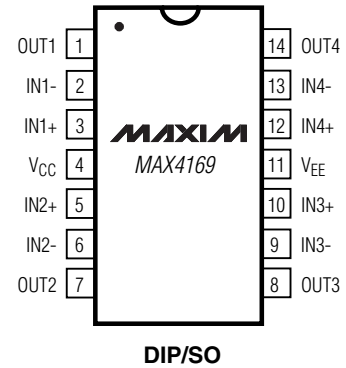 OUT1 1 14 OUT4
IN1- 2 13 IN4-
IN1+ 3 MAXIM 12 IN4+
VCC 4 MAX4169 11 VEE
IN2+ 5 10 IN3+
IN2- 6 9 IN3-
OUT2 7 8 OUT3
DIP/SO